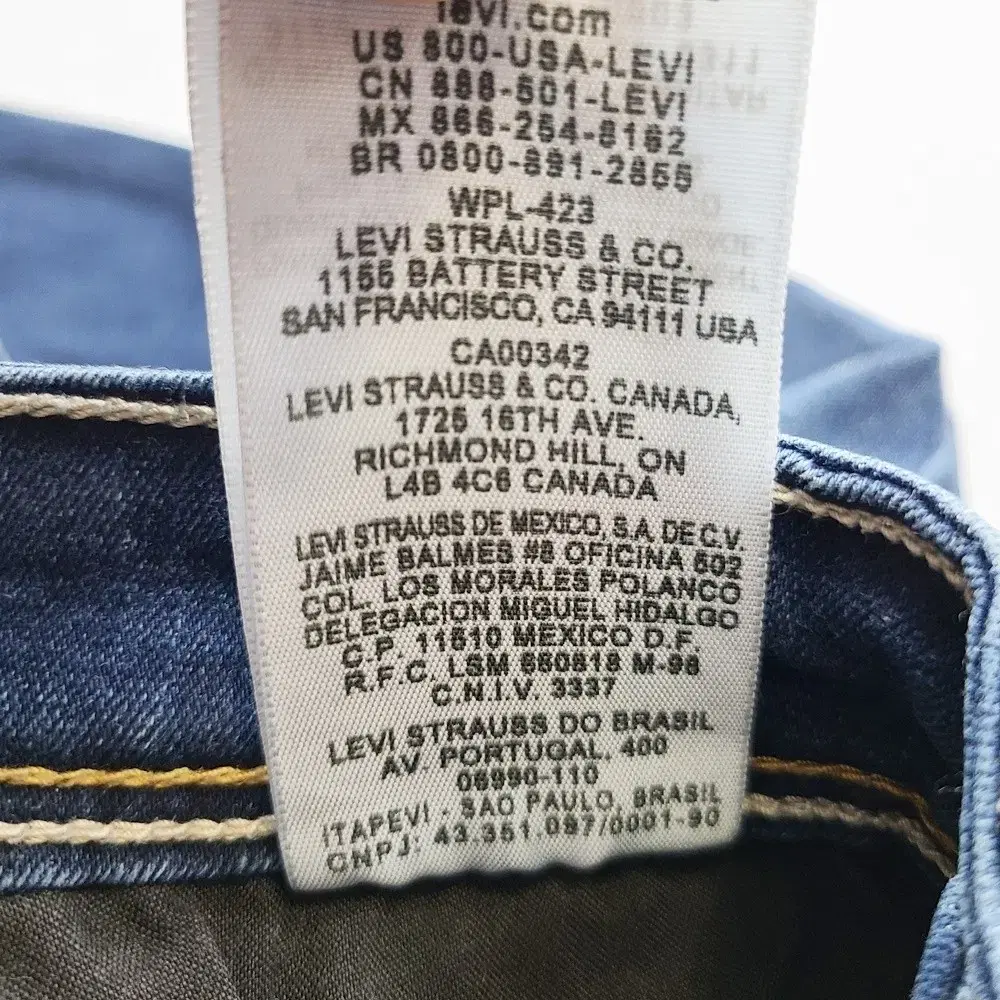 levi.com
US 800-USA-LEVI
CN 888-501-LEVI
MX 866-254-8162
BR 0800-891-2855
WPL-423
LEVI STRAUSS & CO.
1155 BATTERY STREET
SAN FRANCISCO, CA 94111 USA
CA00342
LEVI STRAUSS & CO. CANADA,
1725 16TH AVE.
RICHMOND HILL, ON
L4B 4C6 CANADA
LEVI STRAUSS DE MEXICO, S.A. DE C.V.
JAIME BALMES #8 OFICINA 602
COL. LOS MORALES POLANCO
DELEGACION MIGUEL HIDALGO
C.P. 11510 MEXICO D.F.
R.F.C. LSM 650818 M-98
C.N.I.V. 3337
LEVI STRAUSS DO BRASIL
AV. PORTUGAL, 400
06990-110
ITAPEVI - SAO PAULO, BRASIL
CNPJ: 43.351.097/0001-90